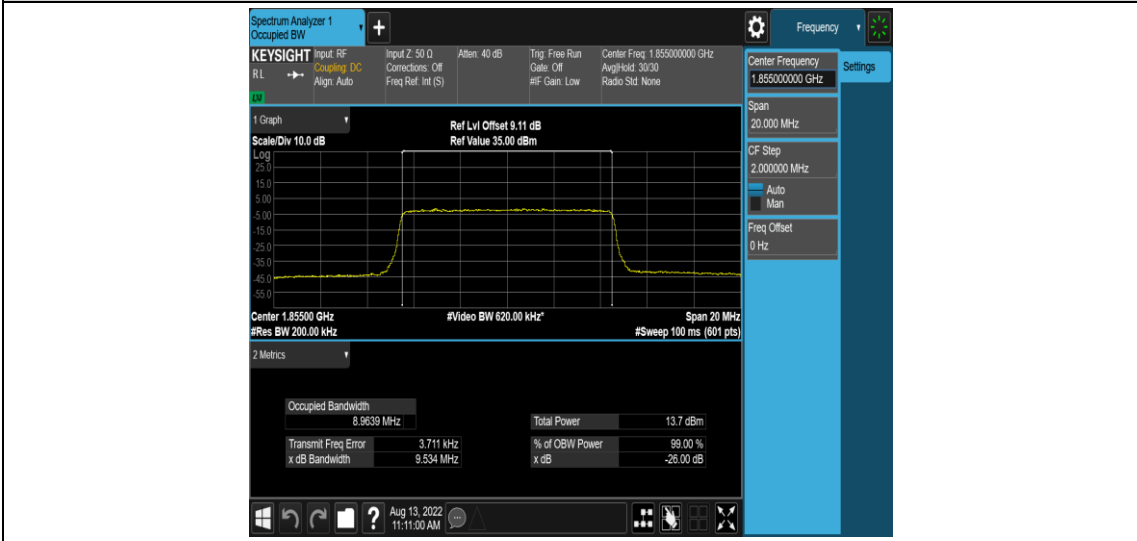 Spectrum Analyzer 1
Occupied BW
Frequency
KEYSIGHT
RL
Input: RF
Coupling: DC
Align: Auto
Input Z: 50 Ω
Corrections: Off
Freq Ref: Int (S)
Atten: 40 dB
Trig: Free Run
Gate: Off
#IF Gain: Low
Center Freq: 1.855000000 GHz
Avg|Hold: 30/30
Radio Std: None
Center Frequency
1.855000000 GHz
Settings
Span
20.000 MHz
CF Step
2.000000 MHz
Auto
Man
Freq Offset
0 Hz
1 Graph
Scale/Div 10.0 dB
Ref Lvl Offset 9.11 dB
Ref Value 35.00 dBm
Log
25.0
15.0
5.00
-5.00
-15.0
-25.0
-35.0
-45.0
-55.0
Center 1.85500 GHz
#Video BW 620.00 kHz*
Span 20 MHz
#Res BW 200.00 kHz
#Sweep 100 ms (601 pts)
2 Metrics
Occupied Bandwidth
8.9639 MHz
Total Power 13.7 dBm
Transmit Freq Error 3.711 kHz
% of OBW Power 99.00 %
x dB Bandwidth 9.534 MHz
x dB -26.00 dB
Aug 13, 2022
11:11:00 AM